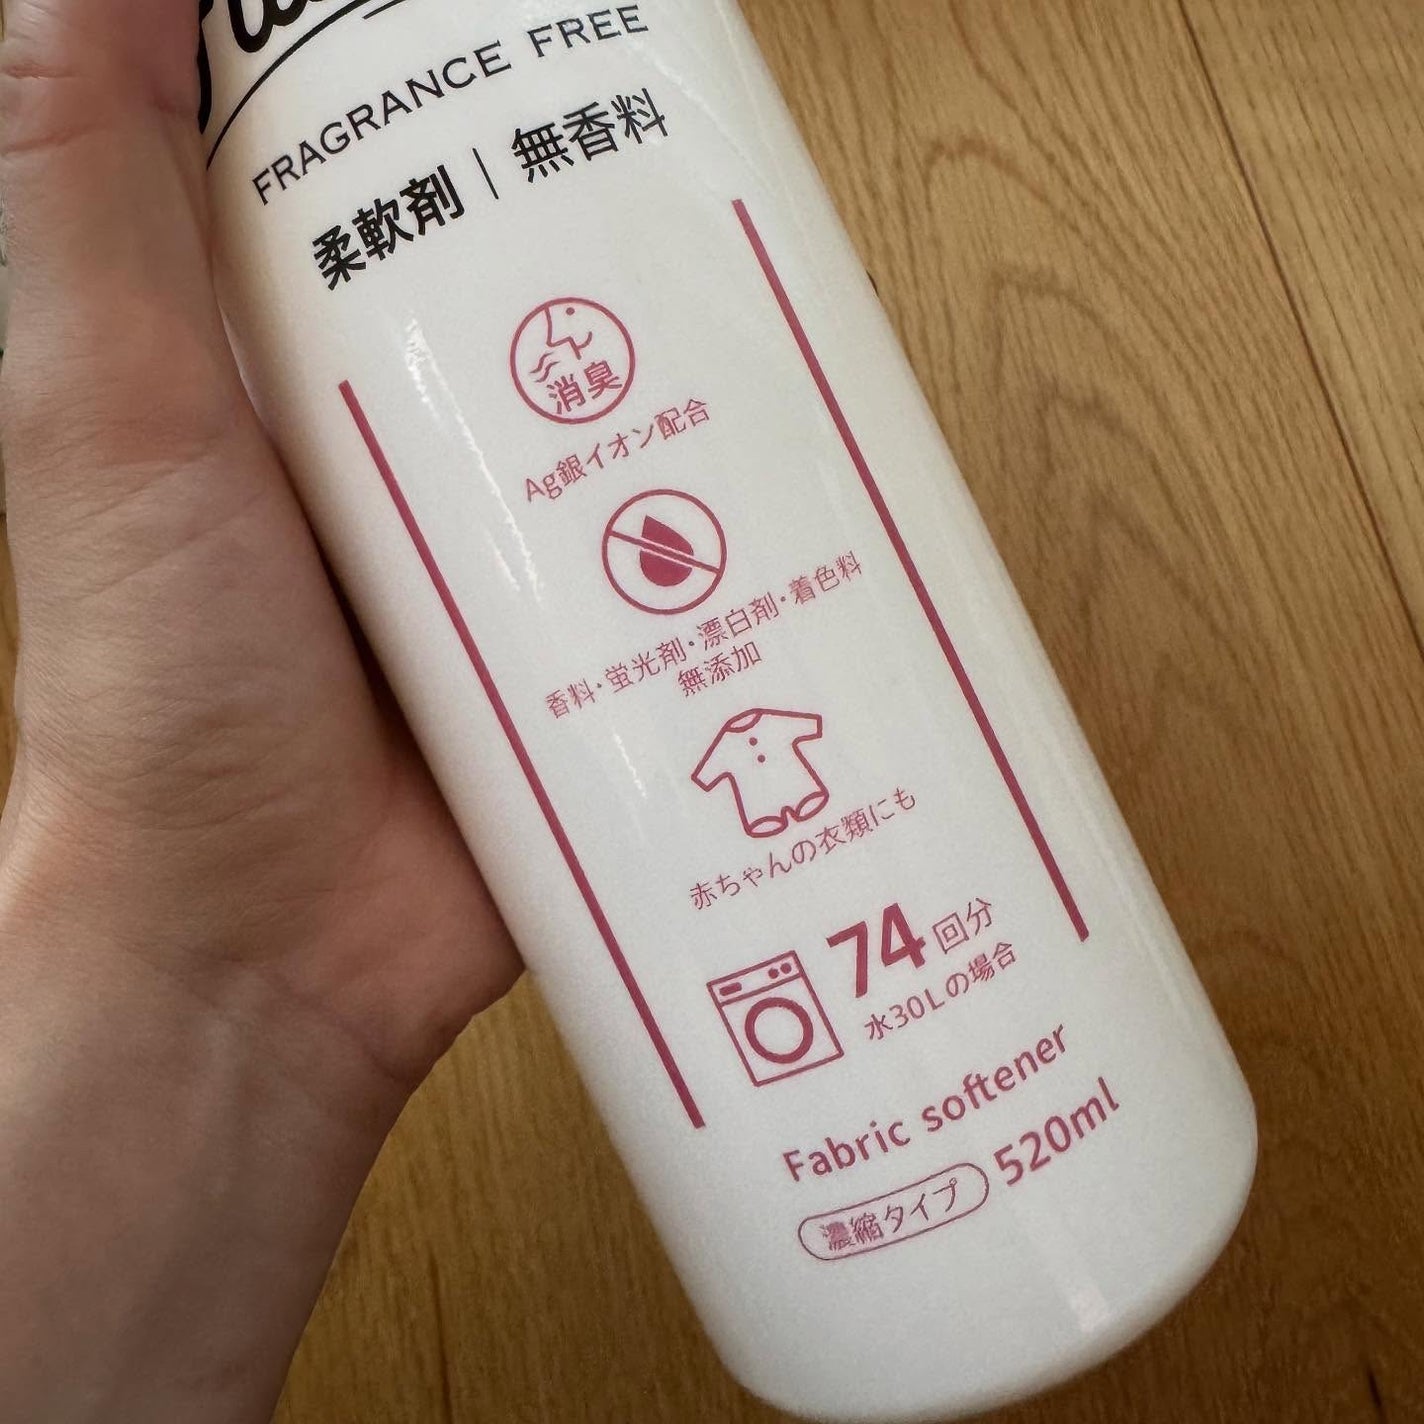 FRAGRANCE FREE
柔軟剤｜無香料
消臭
Ag銀イオン配合
香料・蛍光剤・漂白剤・着色料
無添加
赤ちゃんの衣類にも
74回分
水30Lの場合
Fabric softener
濃縮タイプ 520ml